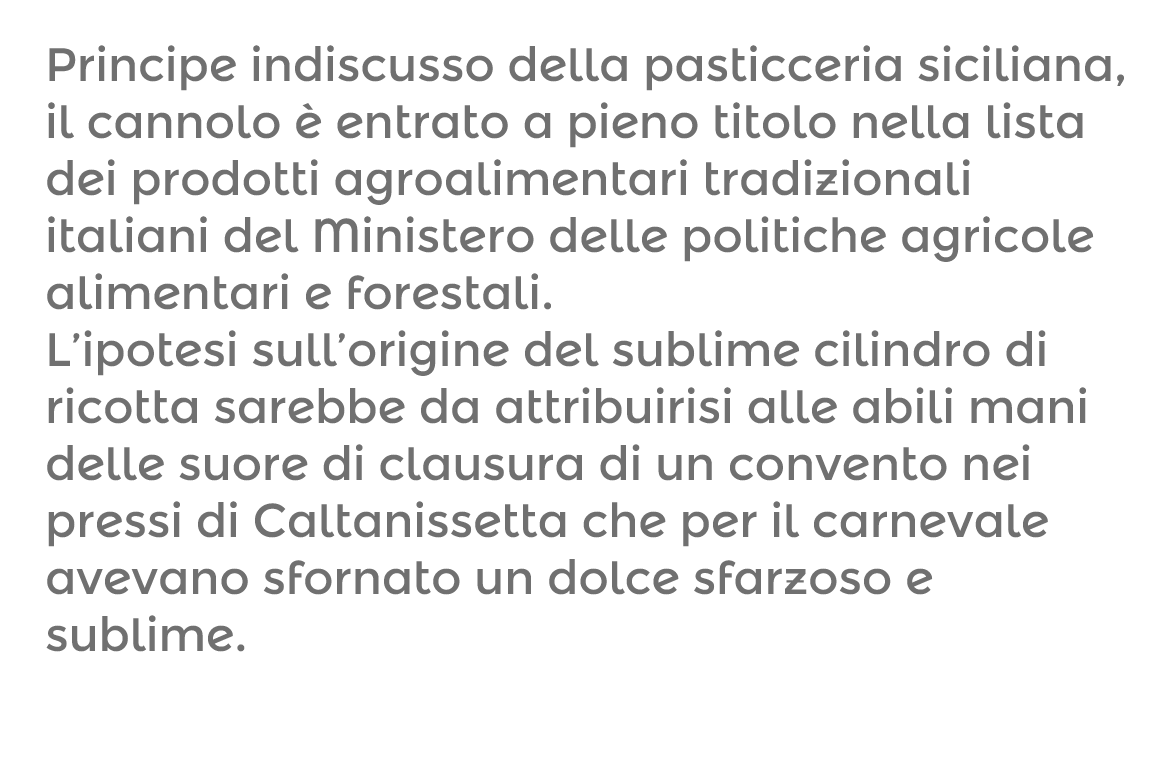 Principe indiscusso della pasticceria siciliana,
il cannolo è entrato a pieno titolo nella lista
dei prodotti agroalimentari tradizionali
italiani del Ministero delle politiche agricole
alimentari e forestali.
L’ipotesi sull’origine del sublime cilindro di
ricotta sarebbe da attribuirisi alle abili mani
delle suore di clausura di un convento nei
pressi di Caltanissetta che per il carnevale
avevano sfornato un dolce sfarzoso e
sublime.